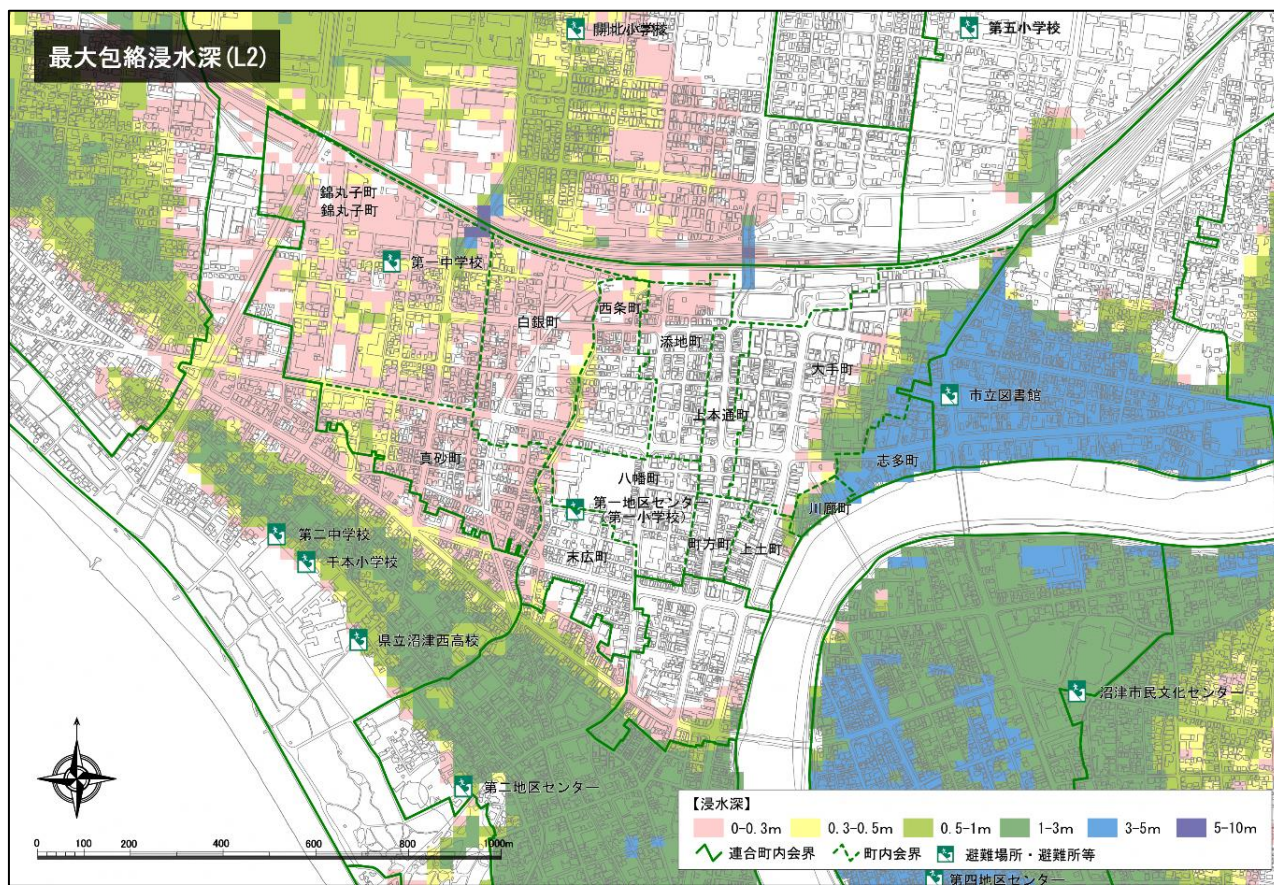 最大包絡浸水深(L2)
開北小学校
第五小学校
錦丸子町
錦丸子町
第一中学校
西条町
白銀町
添地町
大手町
市立図書館
上本通町
真砂町
志多町
八幡町
第一地区センター
(第一小学校)
川廓町
第二中学校
千本小学校
末広町
町方町
上土町
県立沼津西高校
沼津市民文化センター
第二地区センター
【浸水深】
0-0.3m
0.3-0.5m
0.5-1m
1-3m
3-5m
5-10m
連合町内会界
町内会界
避難場所・避難所等
0 100 200 400 600 800 1000m
第四地区センター